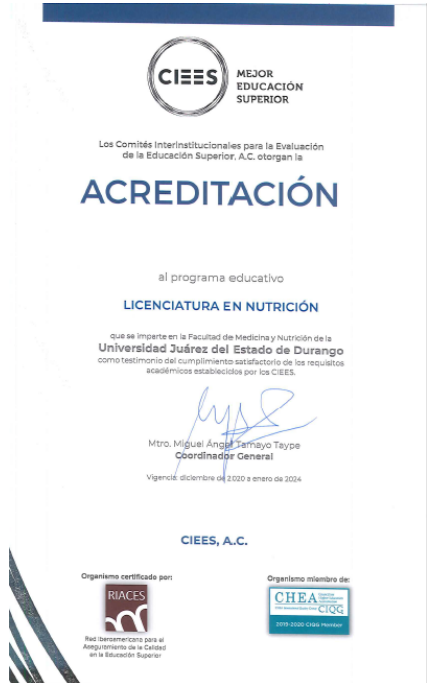 CIEES
MEJOR
EDUCACIÓN
SUPERIOR
Los Comités Interinstitucionales para la Evaluación
de la Educación Superior, A.C. otorgan la
ACREDITACIÓN
al programa educativo
LICENCIATURA EN NUTRICIÓN
que se imparte en la Facultad de Medicina y Nutrición de la
Universidad Juárez del Estado de Durango
como testimonio del cumplimiento satisfactorio de los requisitos
académicos establecidos por los CIEES.
Mtro. Miguel Ángel Tamayo Taype
Coordinador General
Vigencia: diciembre de 2020 a enero de 2024
CIEES, A.C.
Organismo certificado por:
RIACES
Red Iberoamericana para el
Aseguramiento de la Calidad
en la Educación Superior
Organismo miembro de:
CHEA
CIQG
2019-2020 CIQG Member